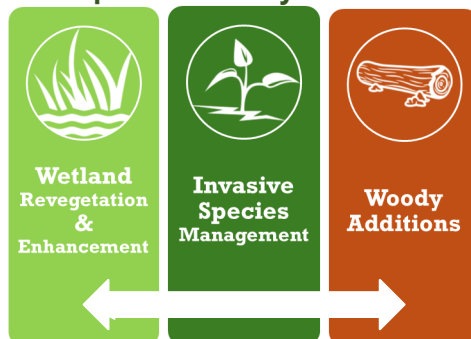 Wetland
Revegetation
&
Enhancement
Invasive
Species
Management
Woody
Additions